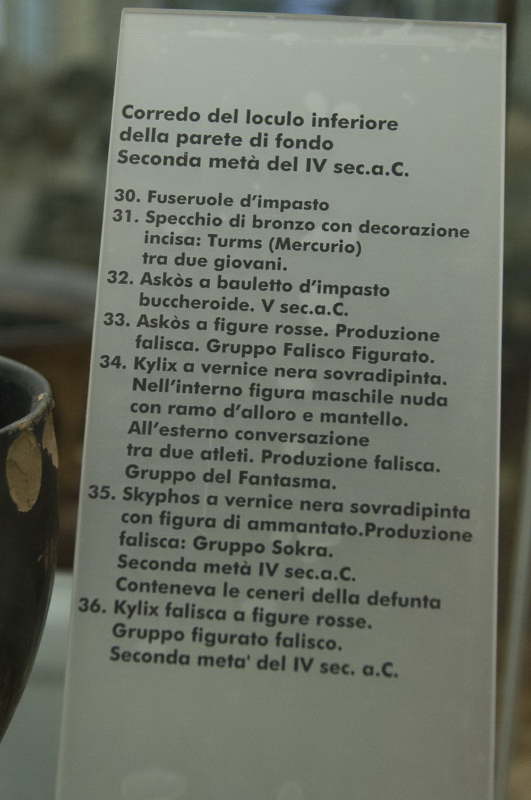 Corredo del loculo inferiore
della parete di fondo
Seconda metà del IV sec.a.C.
30. Fuseruole d'impasto
31. Specchio di bronzo con decorazione
incisa: Turms (Mercurio)
tra due giovani.
32. Askòs a bauletto d'impasto
buccheroide. V sec.a.C.
33. Askòs a figure rosse. Produzione
falisca. Gruppo Falisco Figurato.
34. Kylix a vernice nera sovradipinta.
Nell'interno figura maschile nuda
con ramo d'alloro e mantello.
All'esterno conversazione
tra due atleti. Produzione falisca.
Gruppo del Fantasma.
35. Skyphos a vernice nera sovradipinta
con figura di ammantato.Produzione
falisca: Gruppo Sokra.
Seconda metà IV sec.a.C.
Conteneva le ceneri della defunta
36. Kylix falisca a figure rosse.
Gruppo figurato falisco.
Seconda meta' del IV sec. a.C.